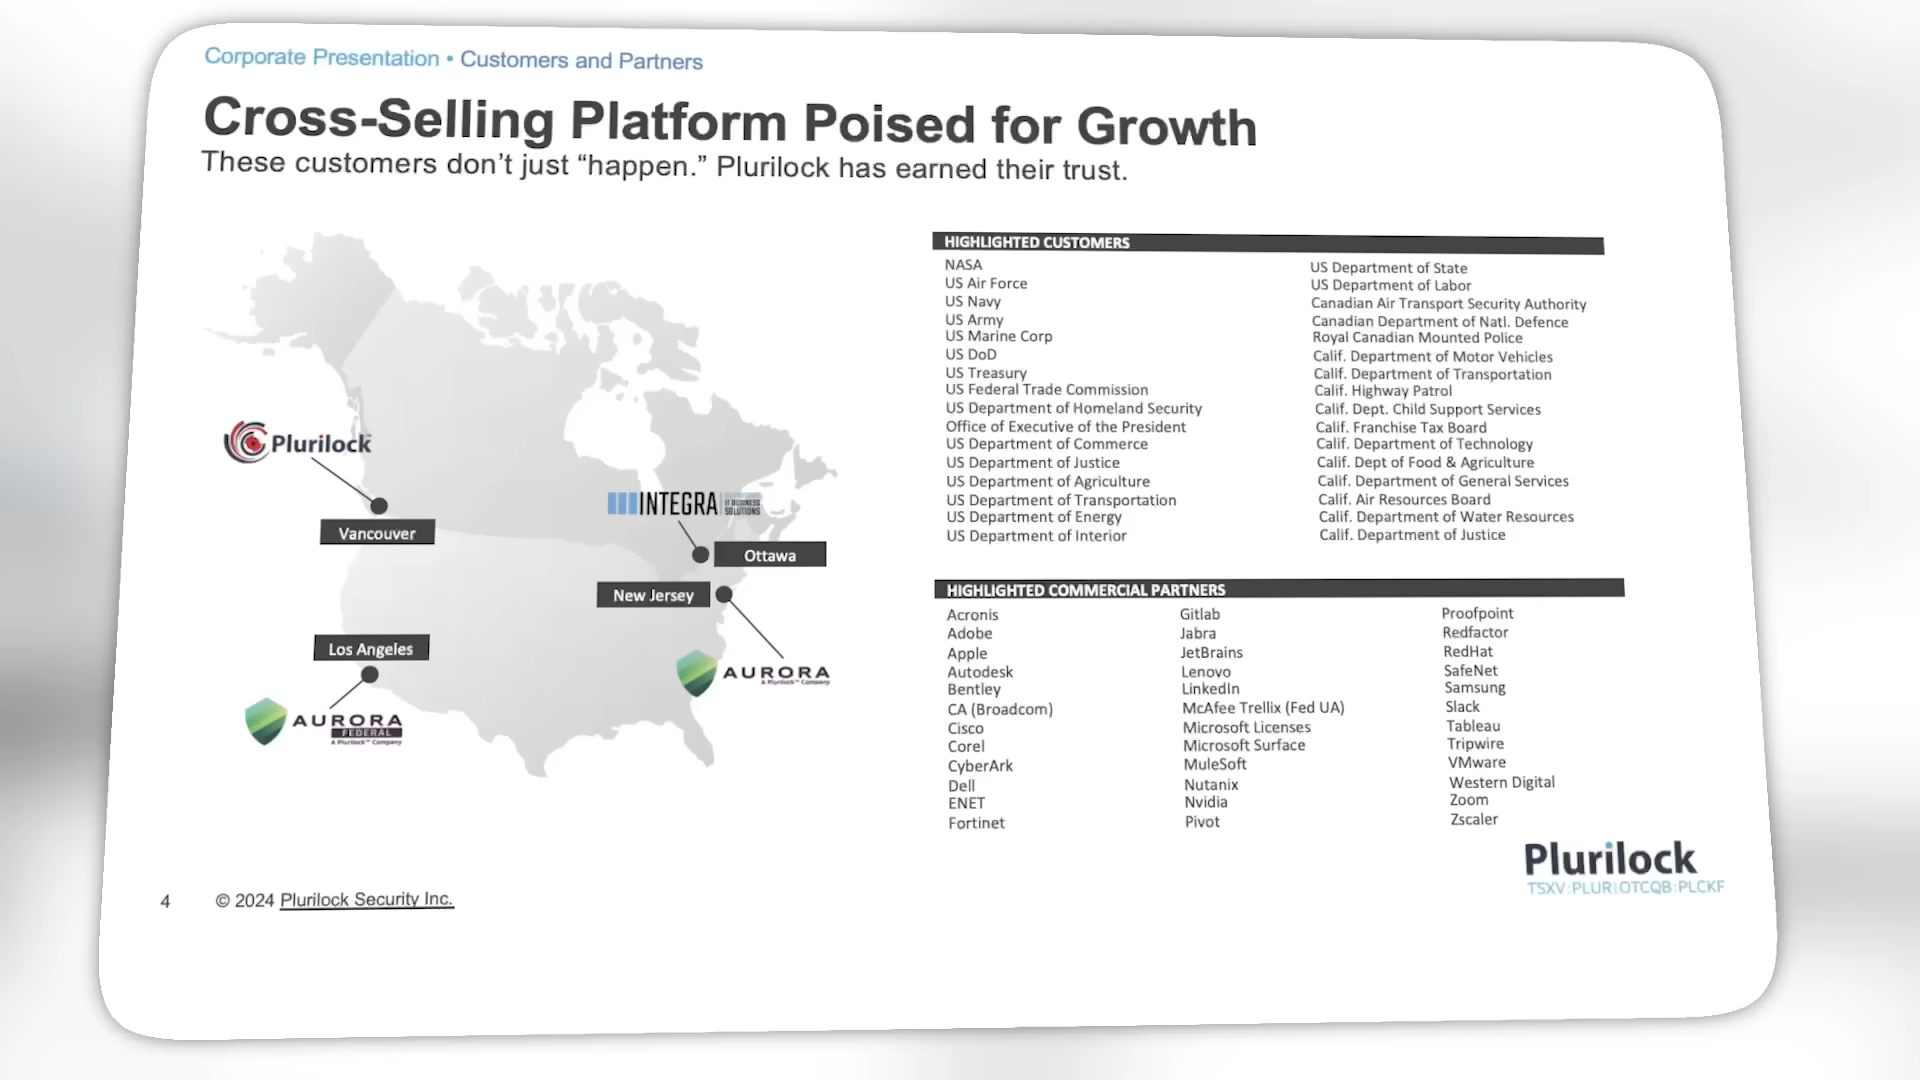 Corporate Presentation • Customers and Partners
Cross-Selling Platform Poised for Growth
These customers don't just “happen.” Plurilock has earned their trust.
Plurilock
Vancouver
INTEGRA
IT BUSINESS
SOLUTIONS
Ottawa
New Jersey
AURORA
A Plurilock™ Company
Los Angeles
AURORA
FEDERAL
A Plurilock™ Company
HIGHLIGHTED CUSTOMERS
NASA
US Air Force
US Navy
US Army
US Marine Corp
US DoD
US Treasury
US Federal Trade Commission
US Department of Homeland Security
Office of Executive of the President
US Department of Commerce
US Department of Justice
US Department of Agriculture
US Department of Transportation
US Department of Energy
US Department of Interior
US Department of State
US Department of Labor
Canadian Air Transport Security Authority
Canadian Department of Natl. Defence
Royal Canadian Mounted Police
Calif. Department of Motor Vehicles
Calif. Department of Transportation
Calif. Highway Patrol
Calif. Dept. Child Support Services
Calif. Franchise Tax Board
Calif. Department of Technology
Calif. Dept of Food & Agriculture
Calif. Department of General Services
Calif. Air Resources Board
Calif. Department of Water Resources
Calif. Department of Justice
HIGHLIGHTED COMMERCIAL PARTNERS
Acronis
Adobe
Apple
Autodesk
Bentley
CA (Broadcom)
Cisco
Corel
CyberArk
Dell
ENET
Fortinet
Gitlab
Jabra
JetBrains
Lenovo
LinkedIn
McAfee Trellix (Fed UA)
Microsoft Licenses
Microsoft Surface
MuleSoft
Nutanix
Nvidia
Pivot
Proofpoint
Redfactor
RedHat
SafeNet
Samsung
Slack
Tableau
Tripwire
VMware
Western Digital
Zoom
Zscaler
Plurilock
TSXV:PLUR|OTCQB:PLCKF
4 © 2024 Plurilock Security Inc.